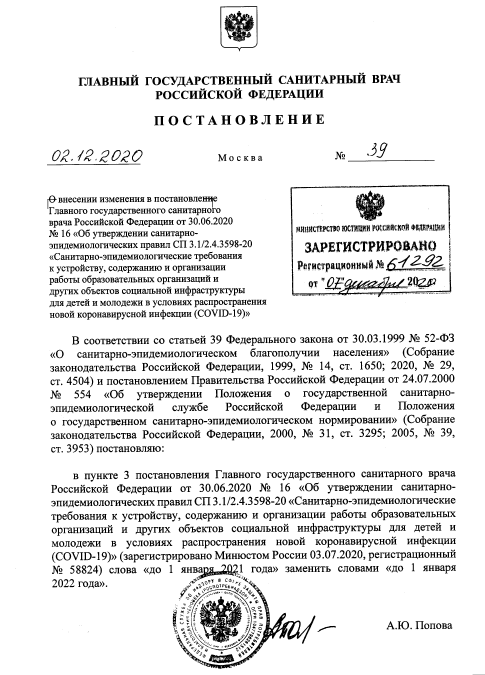 ГЛАВНЫЙ ГОСУДАРСТВЕННЫЙ САНИТАРНЫЙ ВРАЧ
РОССИЙСКОЙ ФЕДЕРАЦИИ
ПОСТАНОВЛЕНИЕ
02.12.2020
Москва
№ 39
О внесении изменения в постановление
Главного государственного санитарного
врача Российской Федерации от 30.06.2020
№ 16 «Об утверждении санитарно-
эпидемиологических правил СП 3.1/2.4.3598-20
«Санитарно-эпидемиологические требования
к устройству, содержанию и организации
работы образовательных организаций и
других объектов социальной инфраструктуры
для детей и молодежи в условиях распространения
новой коронавирусной инфекции (COVID-19)»
МИНИСТЕРСТВО ЮСТИЦИИ РОССИЙСКОЙ ФЕДЕРАЦИИ
ЗАРЕГИСТРИРОВАНО
Регистрационный № 61292
от "07 декабря 2020
В соответствии со статьей 39 Федерального закона от 30.03.1999 № 52-ФЗ
«О санитарно-эпидемиологическом благополучии населения» (Собрание
законодательства Российской Федерации, 1999, № 14, ст. 1650; 2020, № 29,
ст. 4504) и постановлением Правительства Российской Федерации от 24.07.2000
№ 554 «Об утверждении Положения о государственной санитарно-
эпидемиологической службе Российской Федерации и Положения
о государственном санитарно-эпидемиологическом нормировании» (Собрание
законодательства Российской Федерации, 2000, № 31, ст. 3295; 2005, № 39,
ст. 3953) постановляю:
в пункте 3 постановления Главного государственного санитарного врача
Российской Федерации от 30.06.2020 № 16 «Об утверждении санитарно-
эпидемиологических правил СП 3.1/2.4.3598-20 «Санитарно-эпидемиологические
требования к устройству, содержанию и организации работы образовательных
организаций и других объектов социальной инфраструктуры для детей и
молодежи в условиях распространения новой коронавирусной инфекции
(COVID-19)» (зарегистрировано Минюстом России 03.07.2020, регистрационный
№ 58824) слова «до 1 января 2021 года» заменить словами «до 1 января
2022 года».
А.Ю. Попова